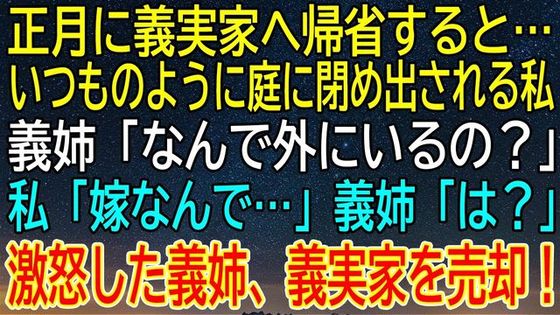 正月に義実家へ帰省すると…
いつものように庭に閉め出される私
義姉「なんで外にいるの？」
私「嫁なんで…」義姉「は？」
激怒した義姉、義実家を売却！